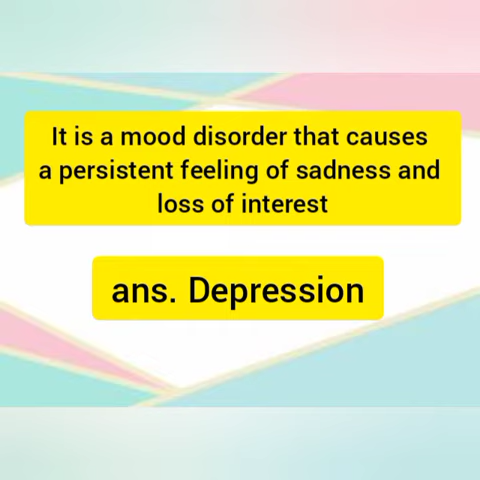 It is a mood disorder that causes
a persistent feeling of sadness and
loss of interest
ans. Depression